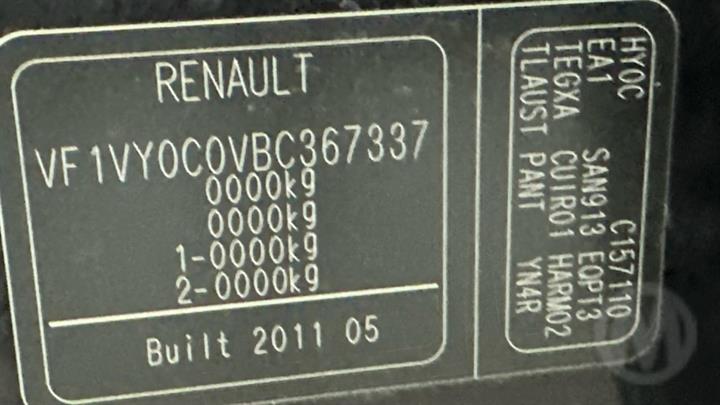 RENAULT
VF1VY0C0VBC367337
0000kg
0000kg
1-0000kg
2-0000kg
Built 2011 05
HY0C C157110
EA1 SAN913 EQPT3
TEGXA CUIR01 HARM02
TLAUST PANT YN4R